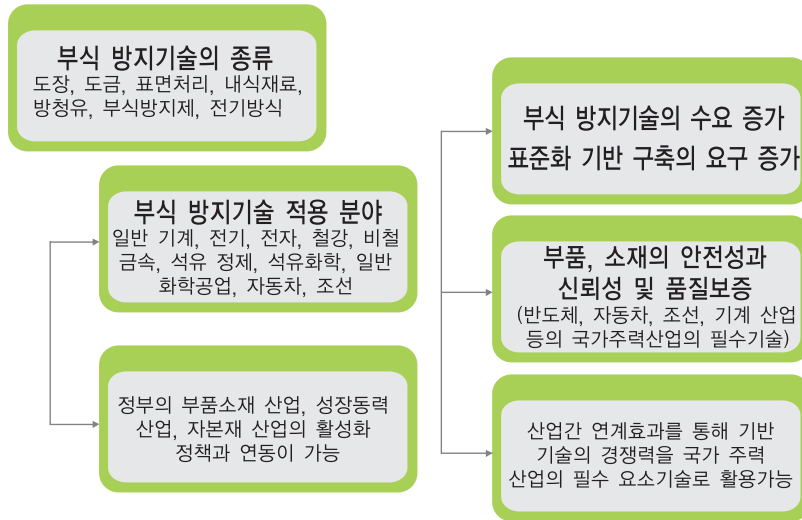 부식 방지기술의 종류
도장, 도금, 표면처리, 내식재료,
방청유, 부식방지제, 전기방식
부식 방지기술 적용 분야
일반 기계, 전기, 전자, 철강, 비철
금속, 석유 정제, 석유화학, 일반
화학공업, 자동차, 조선
정부의 부품소재 산업, 성장동력
산업, 자본재 산업의 활성화
정책과 연동이 가능
부식 방지기술의 수요 증가
표준화 기반 구축의 요구 증가
부품, 소재의 안전성과
신뢰성 및 품질보증
(반도체, 자동차, 조선, 기계 산업
등의 국가주력산업의 필수기술)
산업간 연계효과를 통해 기반
기술의 경쟁력을 국가 주력
산업의 필수 요소기술로 활용가능